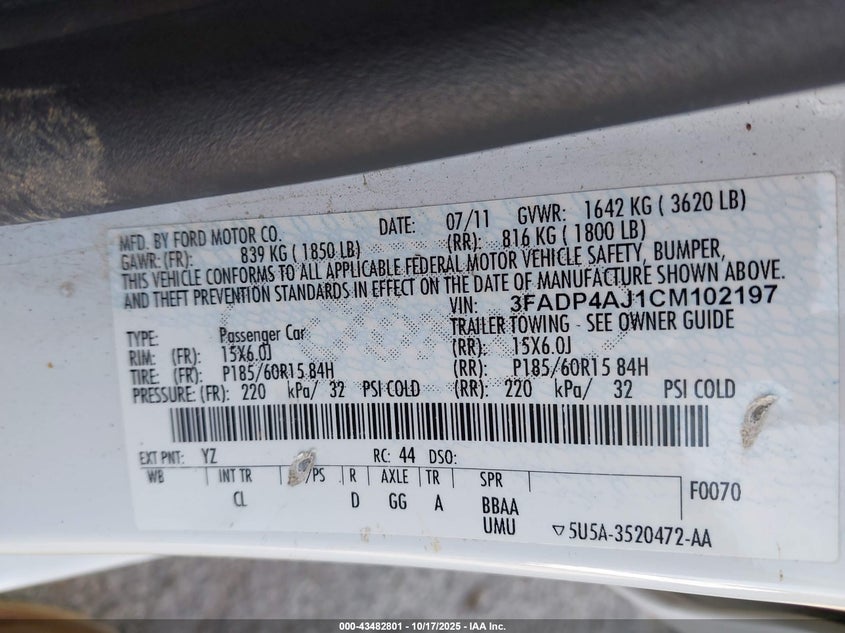 MFD. BY FORD MOTOR CO. DATE: 07/11 GVWR: 1642 KG ( 3620 LB)
GAWR: (FR): 839 KG ( 1850 LB) (RR): 816 KG ( 1800 LB)
THIS VEHICLE CONFORMS TO ALL APPLICABLE FEDERAL MOTOR VEHICLE SAFETY, BUMPER,
AND THEFT PREVENTION STANDARDS IN EFFECT ON THE DATE OF MANUFACTURE SHOWN ABOVE.
VIN: 3FADP4AJ1CM102197
TYPE: Passenger Car TRAILER TOWING - SEE OWNER GUIDE
RIM: (FR): 15X6.0J (RR): 15X6.0J
TIRE: (FR): P185/60R15 84H (RR): P185/60R15 84H
PRESSURE: (FR): 220 kPa/ 32 PSI COLD (RR): 220 kPa/ 32 PSI COLD
EXT PNT: YZ RC: 44 DSO:
WB INT TR /PS R AXLE TR SPR F0070
CL D GG A BBAA
UMU ▽5U5A-3520472-AA
000-43482801 - 10/17/2025 - IAA Inc.